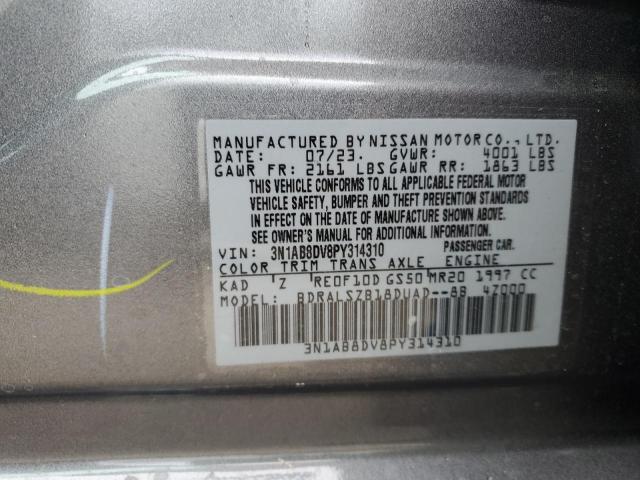 MANUFACTURED BY NISSAN MOTOR CO., LTD.
DATE: 07/23. GVWR: 4001 LBS
GAWR FR: 2161 LBS GAWR RR: 1863 LBS
THIS VEHICLE CONFORMS TO ALL APPLICABLE FEDERAL MOTOR
VEHICLE SAFETY, BUMPER AND THEFT PREVENTION STANDARDS
IN EFFECT ON THE DATE OF MANUFACTURE SHOWN ABOVE.
SEE OWNER'S MANUAL FOR ADDITIONAL INFORMATION.
VIN: 3N1AB8DV8PY314310 PASSENGER CAR.
COLOR TRIM TRANS AXLE ENGINE
KAD Z RE0F10D GS50 MR20 1997 CC
BDRALSZB18DUAD--8B 4Z000
3N1AB8DV8PY314310